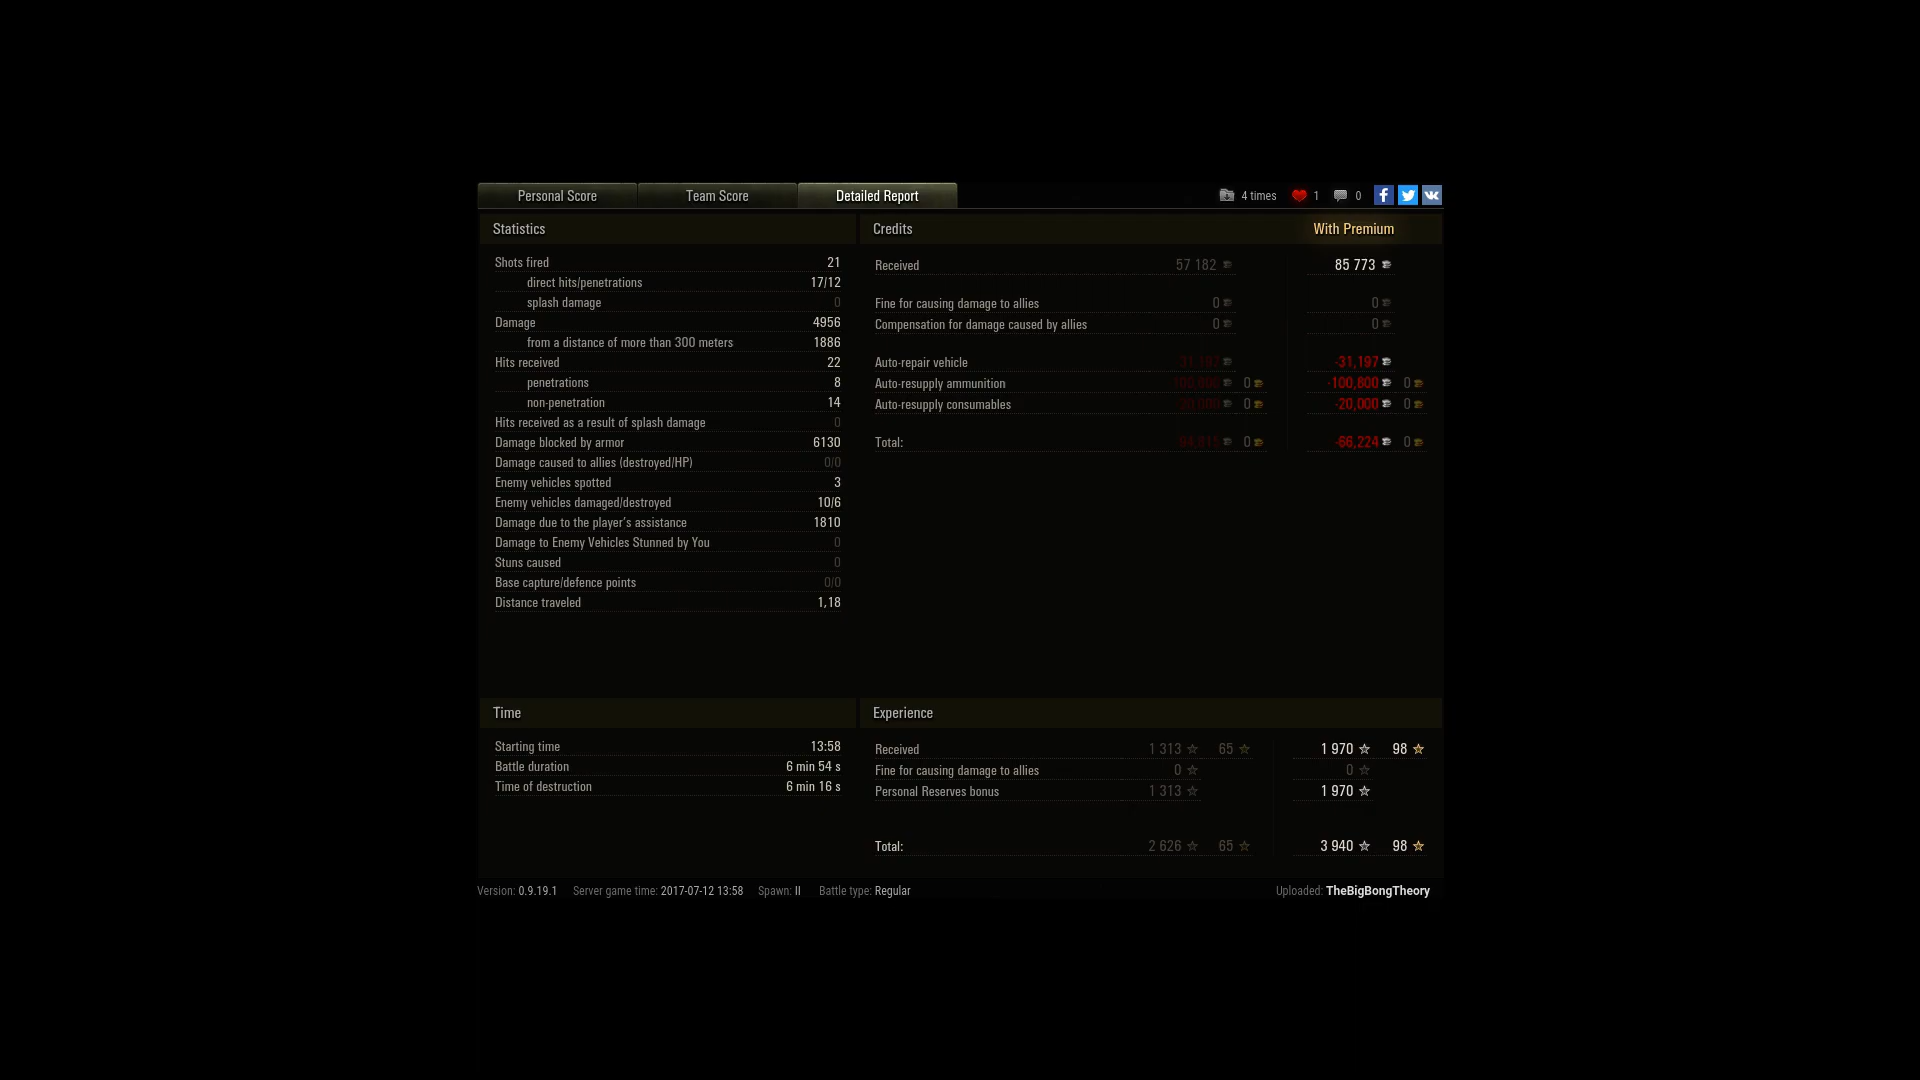 Personal Score Team Score Detailed Report 4 times 1 0
Statistics
Shots fired 21
direct hits/penetrations 17/12
splash damage 0
Damage 4956
from a distance of more than 300 meters 1886
Hits received 22
penetrations 8
non-penetration 14
Hits received as a result of splash damage 0
Damage blocked by armor 6130
Damage caused to allies (destroyed/HP) 0/0
Enemy vehicles spotted 3
Enemy vehicles damaged/destroyed 10/6
Damage due to the player's assistance 1810
Damage to Enemy Vehicles Stunned by You 0
Stuns caused 0
Base capture/defence points 0/0
Distance traveled 1,18
Credits With Premium
Received 57 182 85 773
Fine for causing damage to allies 0 0
Compensation for damage caused by allies 0 0
Auto-repair vehicle -31,197
Auto-resupply ammunition 0 -100,800 0
Auto-resupply consumables 0 -20,000 0
Total: 0 -66,224 0
Time
Starting time 13:58
Battle duration 6 min 54 s
Time of destruction 6 min 16 s
Experience
Received 1 313 65 1 970 98
Fine for causing damage to allies 0 0
Personal Reserves bonus 1 313 1 970
Total: 2 626 65 3 940 98
Version: 0.9.19.1 Server game time: 2017-07-12 13:58 Spawn: II Battle type: Regular Uploaded: TheBigBongTheory